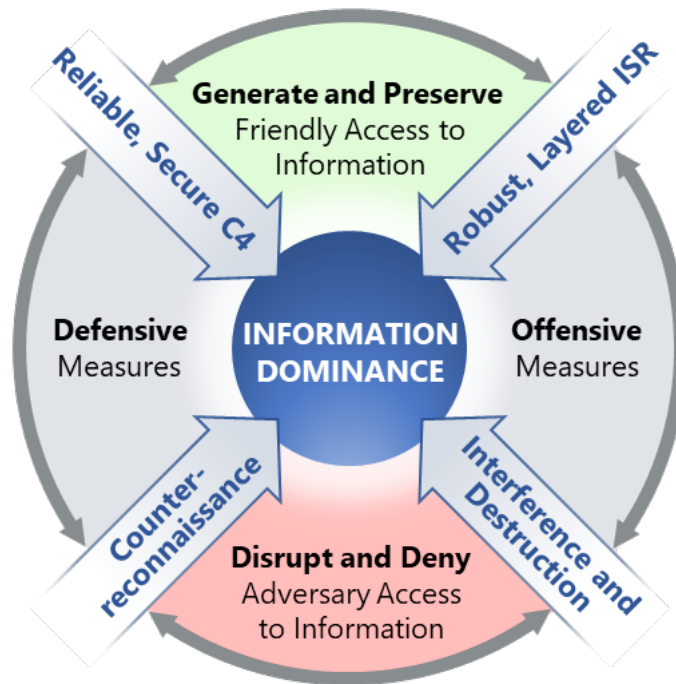 Reliable, Secure C4
Generate and Preserve
Friendly Access to
Information
Robust, Layered ISR
Defensive
Measures
INFORMATION
DOMINANCE
Offensive
Measures
Counter-
reconnaissance
Disrupt and Deny
Adversary Access
to Information
Interference and
Destruction